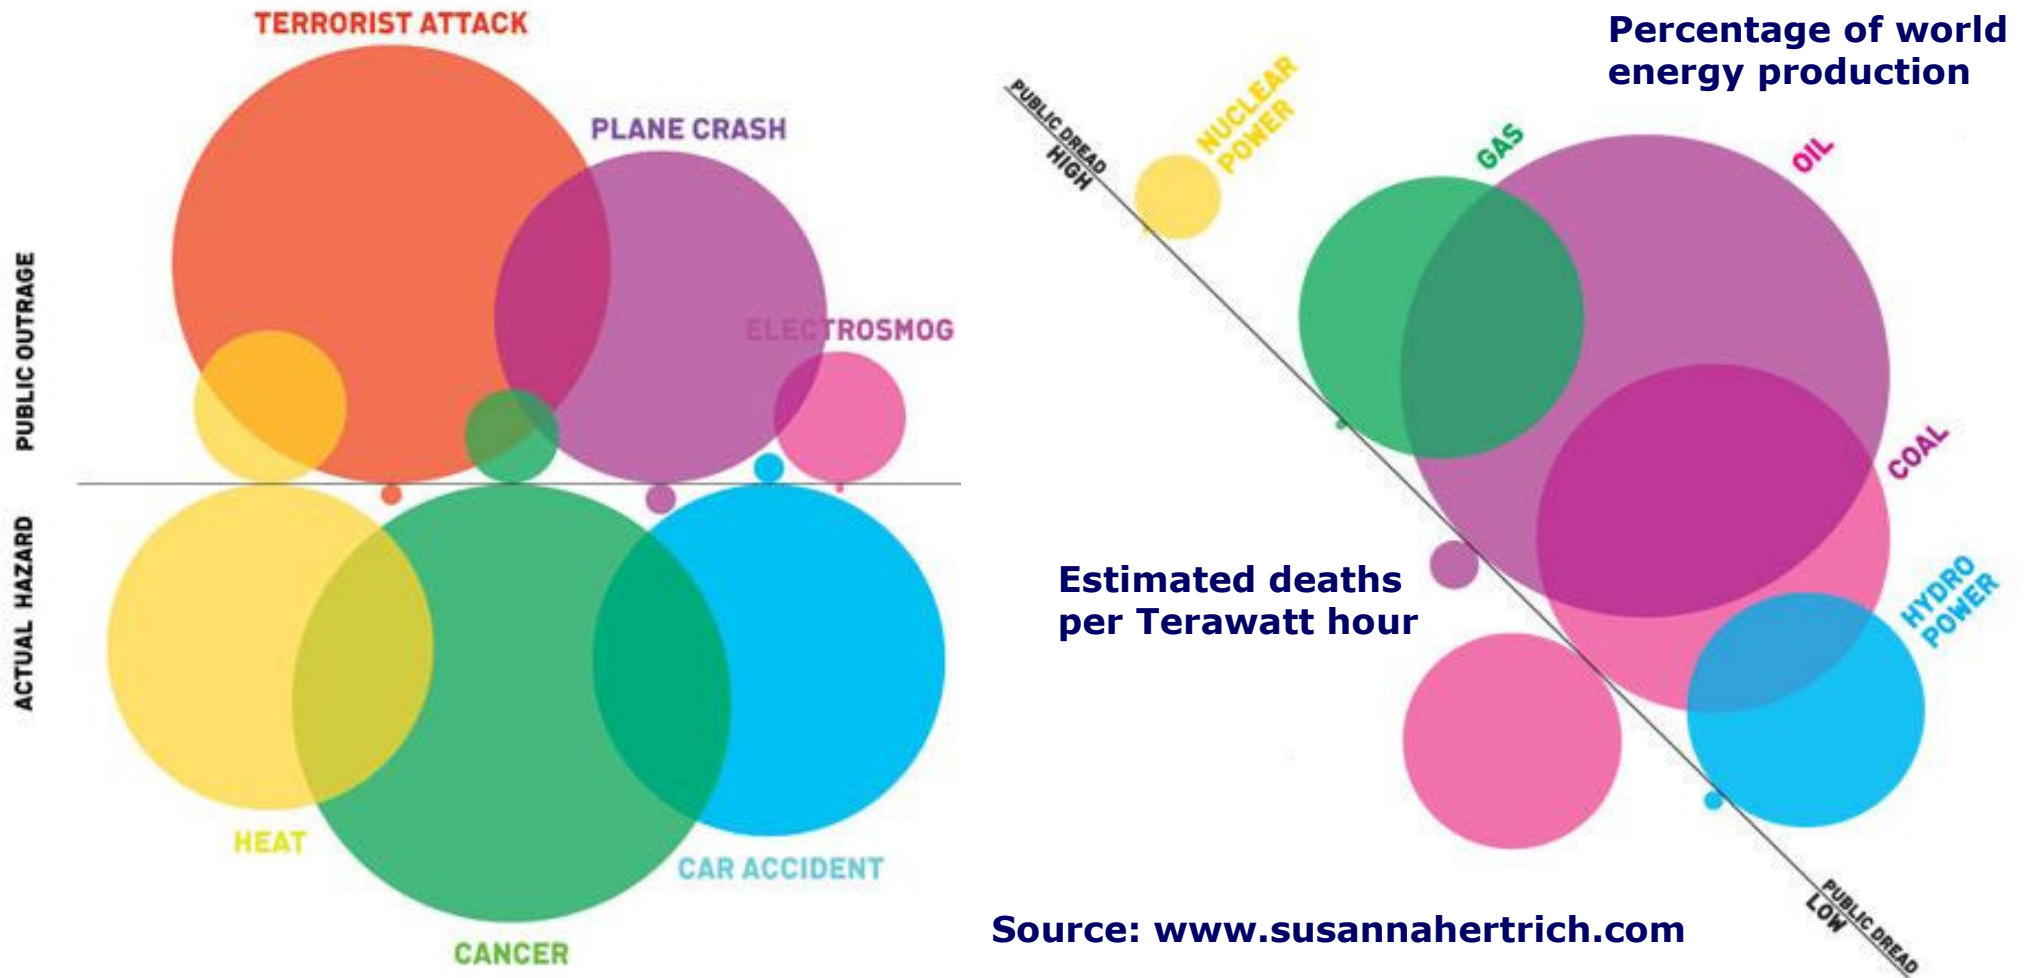 TERRORIST ATTACK
PLANE CRASH
ELECTROSMOG
PUBLIC OUTRAGE
ACTUAL HAZARD
HEAT
CAR ACCIDENT
CANCER
Percentage of world
energy production
PUBLIC DREAD
HIGH
NUCLEAR
POWER
GAS
OIL
COAL
HYDRO
POWER
Estimated deaths
per Terawatt hour
PUBLIC DREAD
LOW
Source: www.susannahertrich.com